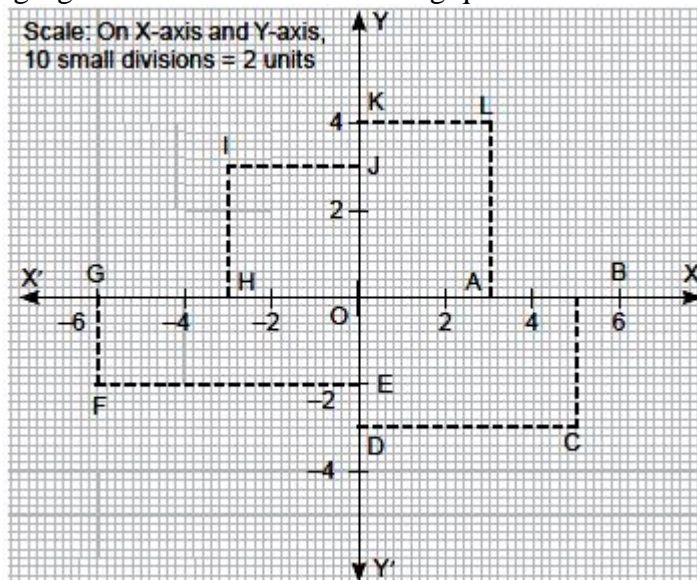 Scale: On X-axis and Y-axis,
10 small divisions = 2 units
Y
K
L
4
I
J
2
X′
G
H
A
B
X
–6
–4
–2
O
2
4
6
F
–2
E
D
C
–4
Y′